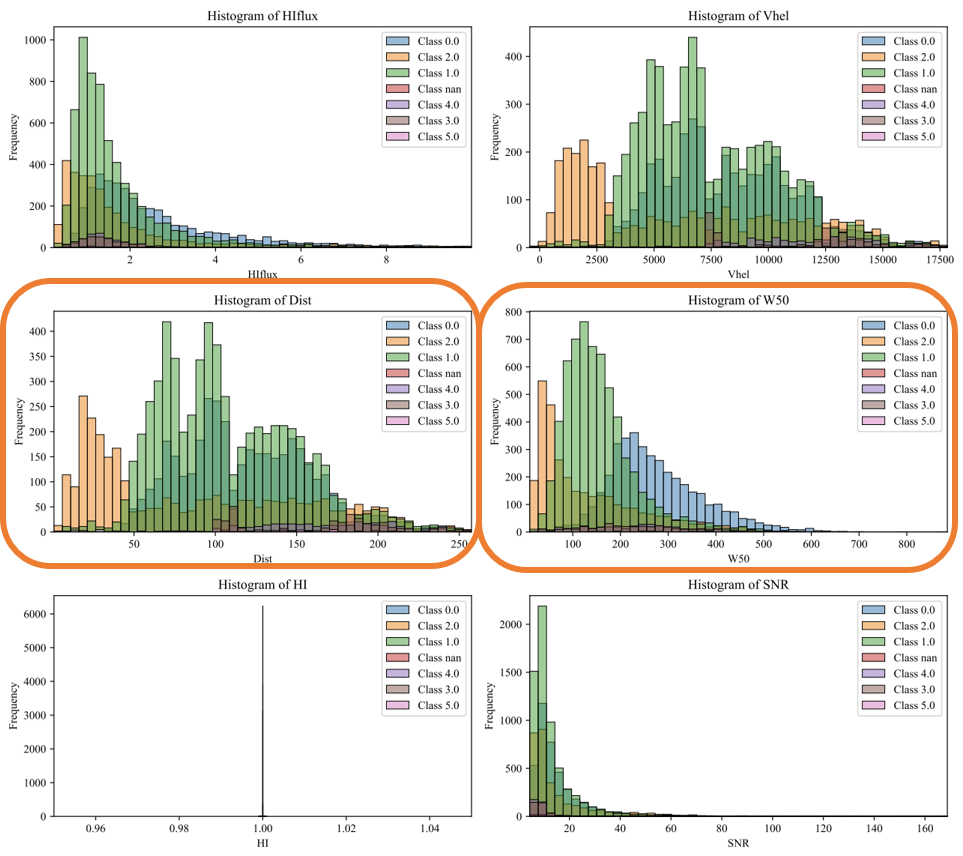 Histogram of HIflux
Frequency
1000
800
600
400
200
0
2
4
6
8
HIflux
Class 0.0
Class 2.0
Class 1.0
Class nan
Class 4.0
Class 3.0
Class 5.0
Histogram of Vhel
Frequency
400
300
200
100
0
0
2500
5000
7500
10000
12500
15000
17500
Vhel
Class 0.0
Class 2.0
Class 1.0
Class nan
Class 4.0
Class 3.0
Class 5.0
Histogram of Dist
Frequency
400
350
300
250
200
150
100
50
0
50
100
150
200
250
Dist
Class 0.0
Class 2.0
Class 1.0
Class nan
Class 4.0
Class 3.0
Class 5.0
Histogram of W50
Frequency
800
700
600
500
400
300
200
100
0
100
200
300
400
500
600
700
800
W50
Class 0.0
Class 2.0
Class 1.0
Class nan
Class 4.0
Class 3.0
Class 5.0
Histogram of HI
Frequency
6000
5000
4000
3000
2000
1000
0
0.96
0.98
1.00
1.02
1.04
HI
Class 0.0
Class 2.0
Class 1.0
Class nan
Class 4.0
Class 3.0
Class 5.0
Histogram of SNR
Frequency
2000
1500
1000
500
0
20
40
60
80
100
120
140
160
SNR
Class 0.0
Class 2.0
Class 1.0
Class nan
Class 4.0
Class 3.0
Class 5.0